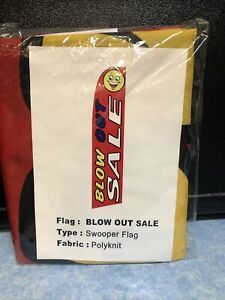 BLOW OUT
SALE
Flag : BLOW OUT SALE
Type : Swooper Flag
Fabric : Polyknit